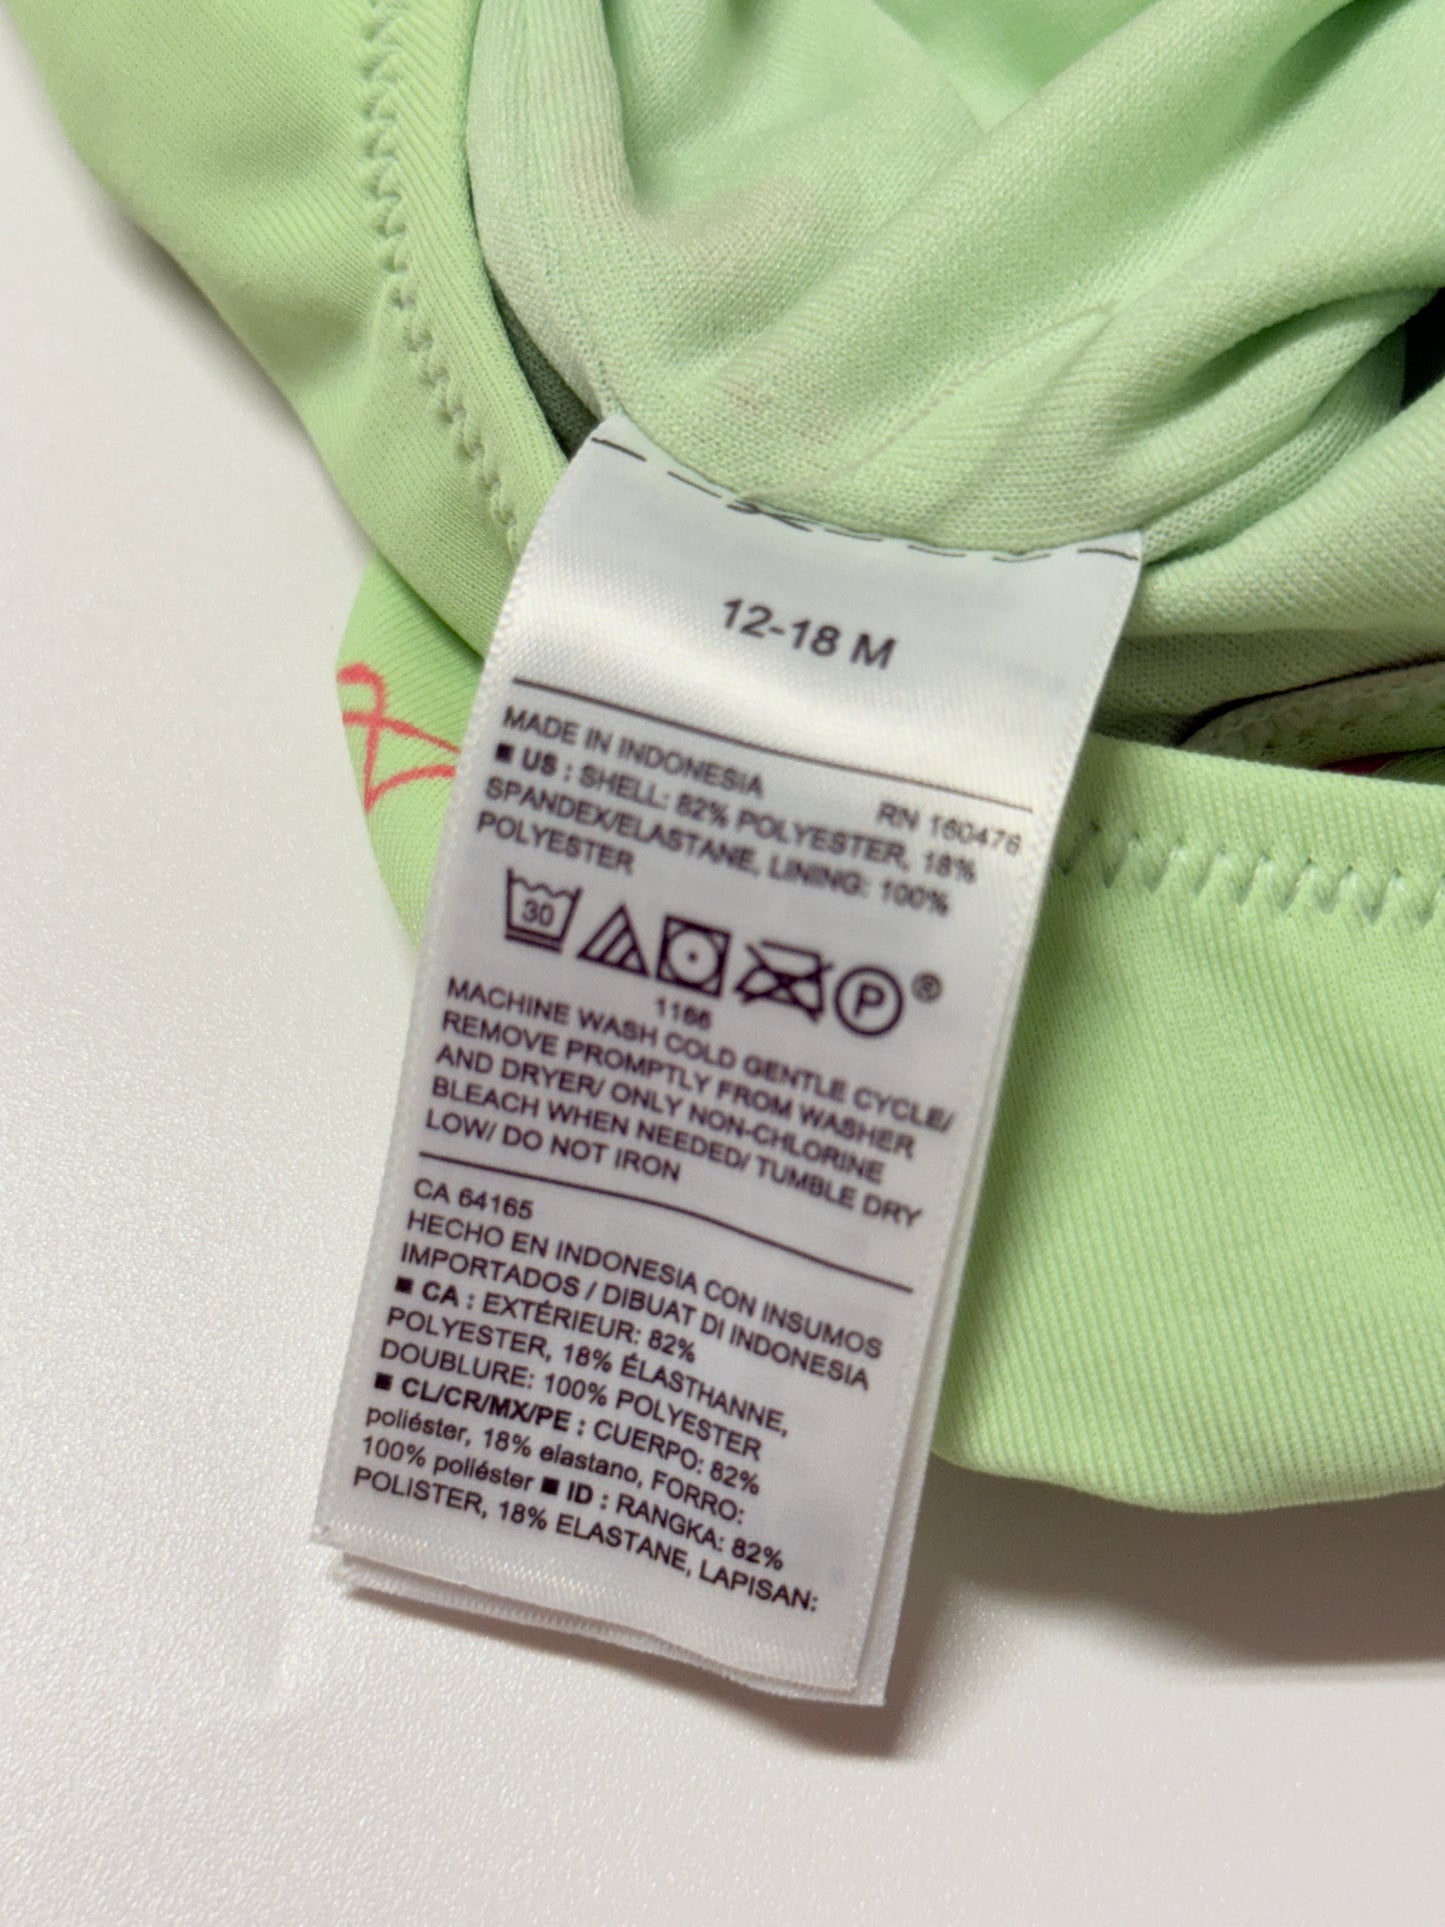 12-18 M
MADE IN INDONESIA
RN 160476
■ US : SHELL: 82% POLYESTER, 18%
SPANDEX/ELASTANE, LINING: 100%
POLYESTER
30
P ®
1166
MACHINE WASH COLD GENTLE CYCLE/
REMOVE PROMPTLY FROM WASHER
AND DRYER/ ONLY NON-CHLORINE
BLEACH WHEN NEEDED/ TUMBLE DRY
LOW/ DO NOT IRON
CA 64165
HECHO EN INDONESIA CON INSUMOS
IMPORTADOS / DIBUAT DI INDONESIA
■ CA : EXTÉRIEUR: 82%
POLYESTER, 18% ÉLASTHANNE,
DOUBLURE: 100% POLYESTER
■ CL/CR/MX/PE : CUERPO: 82%
poliéster, 18% elastano, FORRO:
100% poliéster ■ ID : RANGKA: 82%
POLISTER, 18% ELASTANE, LAPISAN: